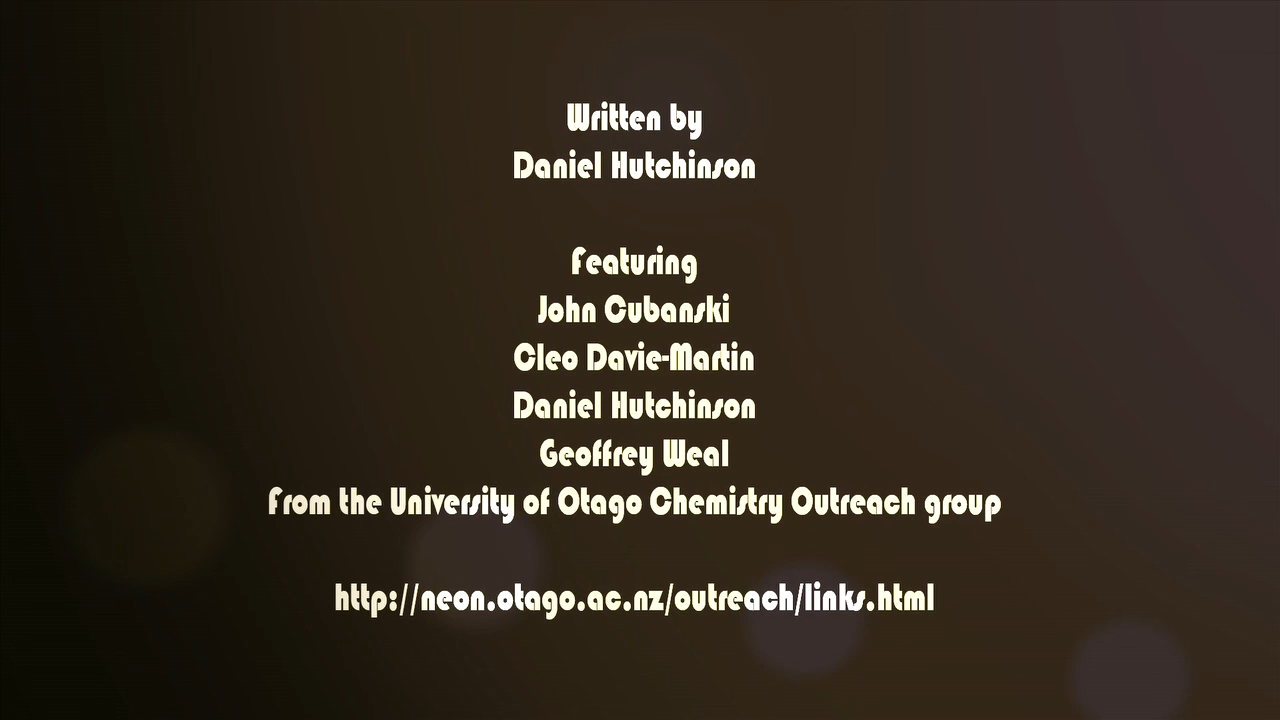 Written by
Daniel Hutchinson
Featuring
John Cubanski
Cleo Davie-Martin
Daniel Hutchinson
Geoffrey Weal
From the University of Otago Chemistry Outreach group
http://neon.otago.ac.nz/outreach/links.html